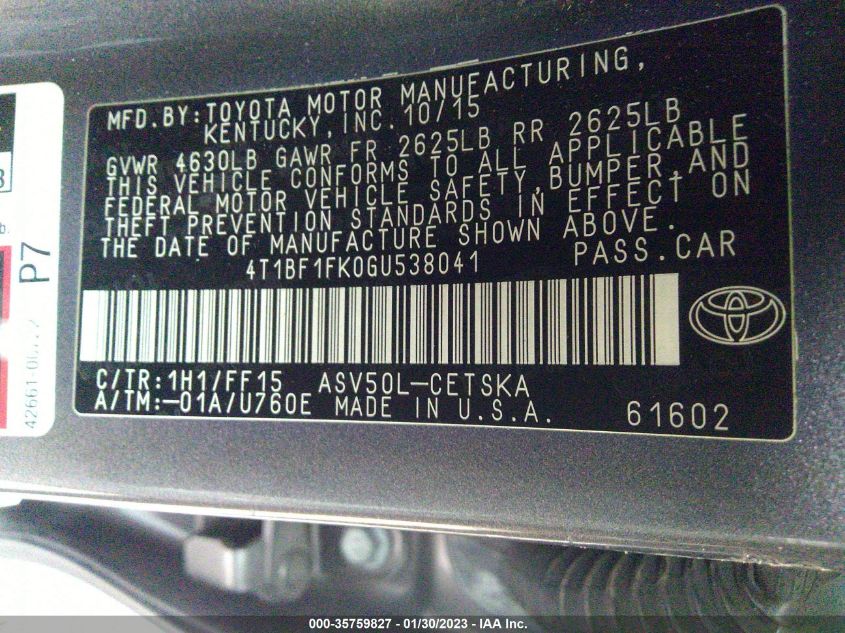 MFD.BY:TOYOTA MOTOR MANUFACTURING,
KENTUCKY, INC. 10/15
GVWR 4630LB GAWR FR 2625LB RR 2625LB
THIS VEHICLE CONFORMS TO ALL APPLICABLE
FEDERAL MOTOR VEHICLE SAFETY,BUMPER,AND
THEFT PREVENTION STANDARDS IN EFFECT ON
THE DATE OF MANUFACTURE SHOWN ABOVE.
4T1BF1FK0GU538041 PASS.CAR
C/TR:1H1/FF15 ASV50L-CETSKA
A/TM:-01A/U760E MADE IN U.S.A. 61602
P7
000-35759827 - 01/30/2023 - IAA Inc.